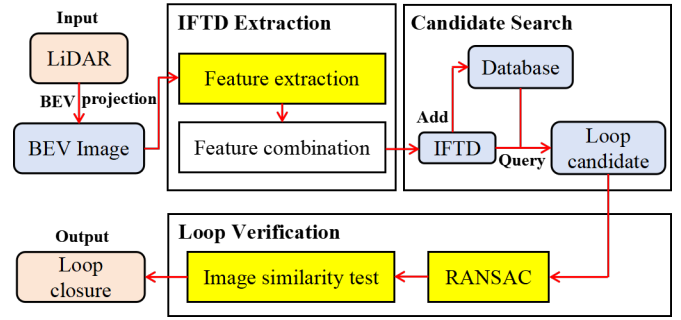 Input
LiDAR
BEV projection
BEV Image
IFTD Extraction
Feature extraction
Feature combination
Candidate Search
Database
Add
IFTD
Query
Loop
candidate
Loop Verification
RANSAC
Image similarity test
Output
Loop
closure